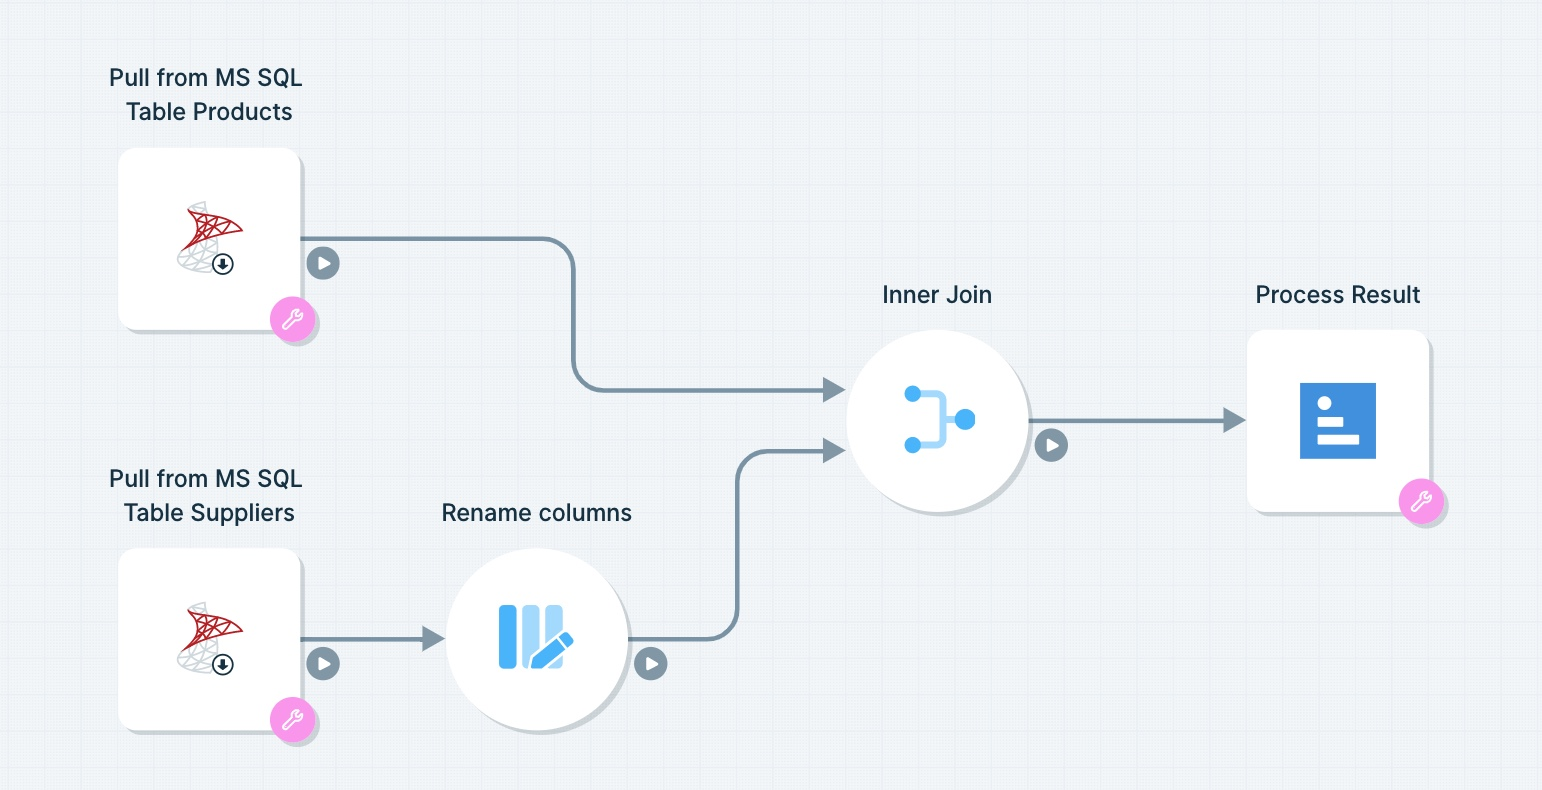 Pull from MS SQL
Table Products
Inner Join
Process Result
Pull from MS SQL
Table Suppliers
Rename columns